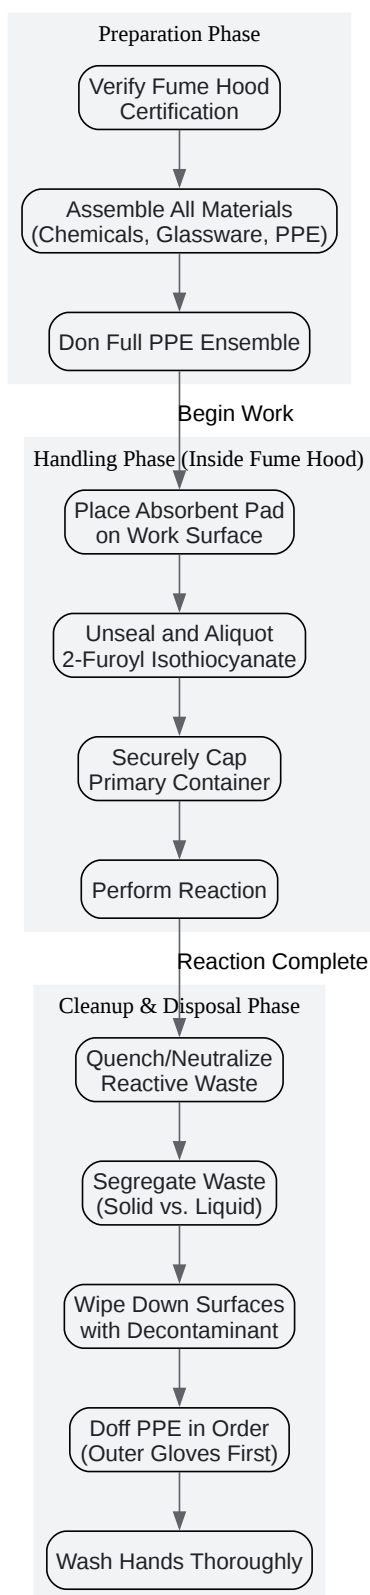 Preparation Phase
Verify Fume Hood
Certification
Assemble All Materials
(Chemicals, Glassware, PPE)
Don Full PPE Ensemble
Begin Work
Handling Phase (Inside Fume Hood)
Place Absorbent Pad
on Work Surface
Unseal and Aliquot
2-Furoyl Isothiocyanate
Securely Cap
Primary Container
Perform Reaction
Reaction Complete
Cleanup & Disposal Phase
Quench/Neutralize
Reactive Waste
Segregate Waste
(Solid vs. Liquid)
Wipe Down Surfaces
with Decontaminant
Doff PPE in Order
(Outer Gloves First)
Wash Hands Thoroughly